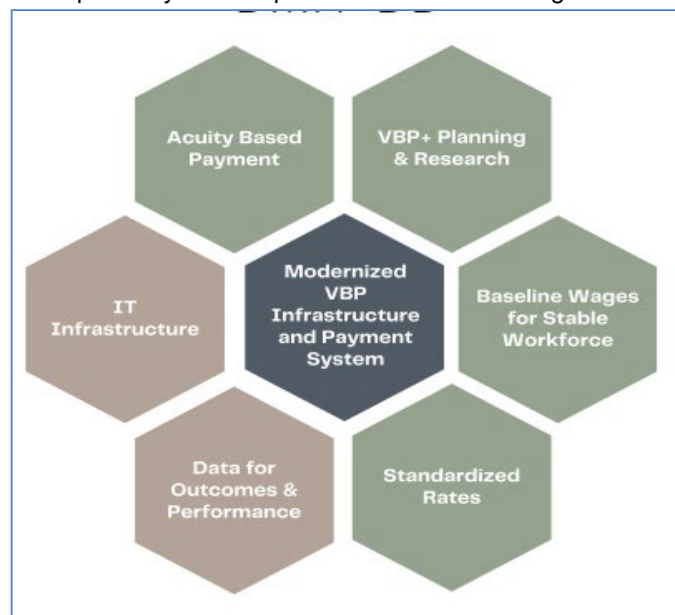 Acuity Based
Payment
VBP+ Planning
& Research
IT
Infrastructure
Modernized
VBP
Infrastructure
and Payment
System
Baseline Wages
for Stable
Workforce
Data for
Outcomes &
Performance
Standardized
Rates